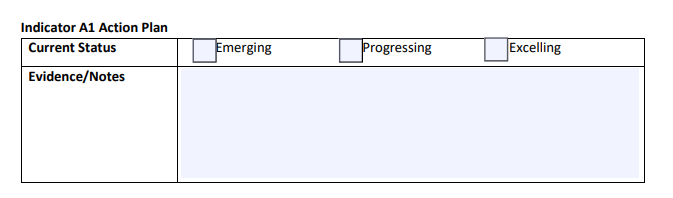 Indicator A1 Action Plan
Current Status Emerging Progressing Excelling
Evidence/Notes